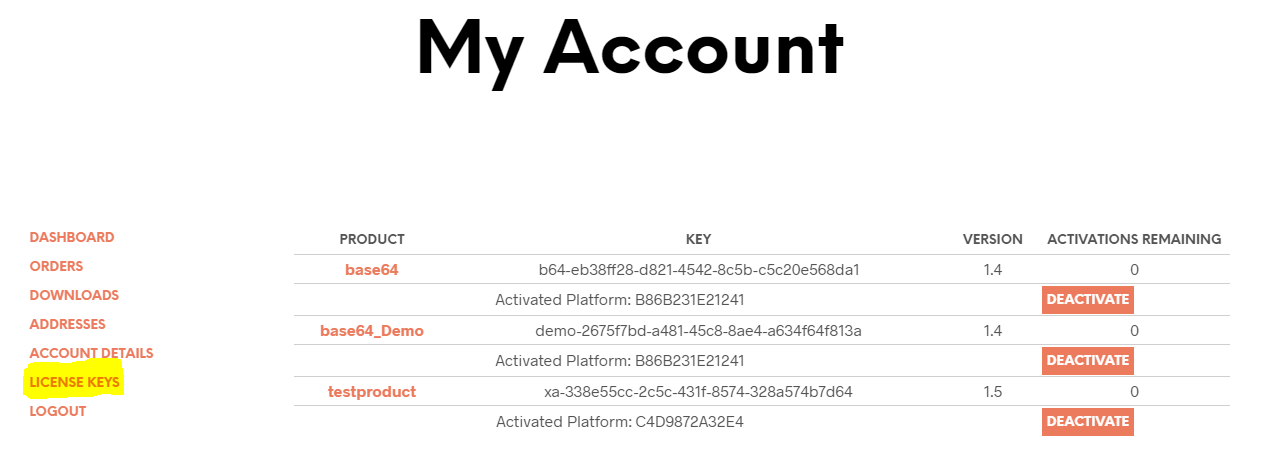 My Account
DASHBOARD
ORDERS
DOWNLOADS
ADDRESSES
ACCOUNT DETAILS
LICENSE KEYS
LOGOUT
PRODUCT KEY VERSION ACTIVATIONS REMAINING
base64 b64-eb38ff28-d821-4542-8c5b-c5c20e568da1 1.4 0
Activated Platform: B86B231E21241 DEACTIVATE
base64_Demo demo-2675f7bd-a481-45c8-8ae4-a634f64f813a 1.4 0
Activated Platform: B86B231E21241 DEACTIVATE
testproduct xa-338e55cc-2c5c-431f-8574-328a574b7d64 1.5 0
Activated Platform: C4D9872A32E4 DEACTIVATE